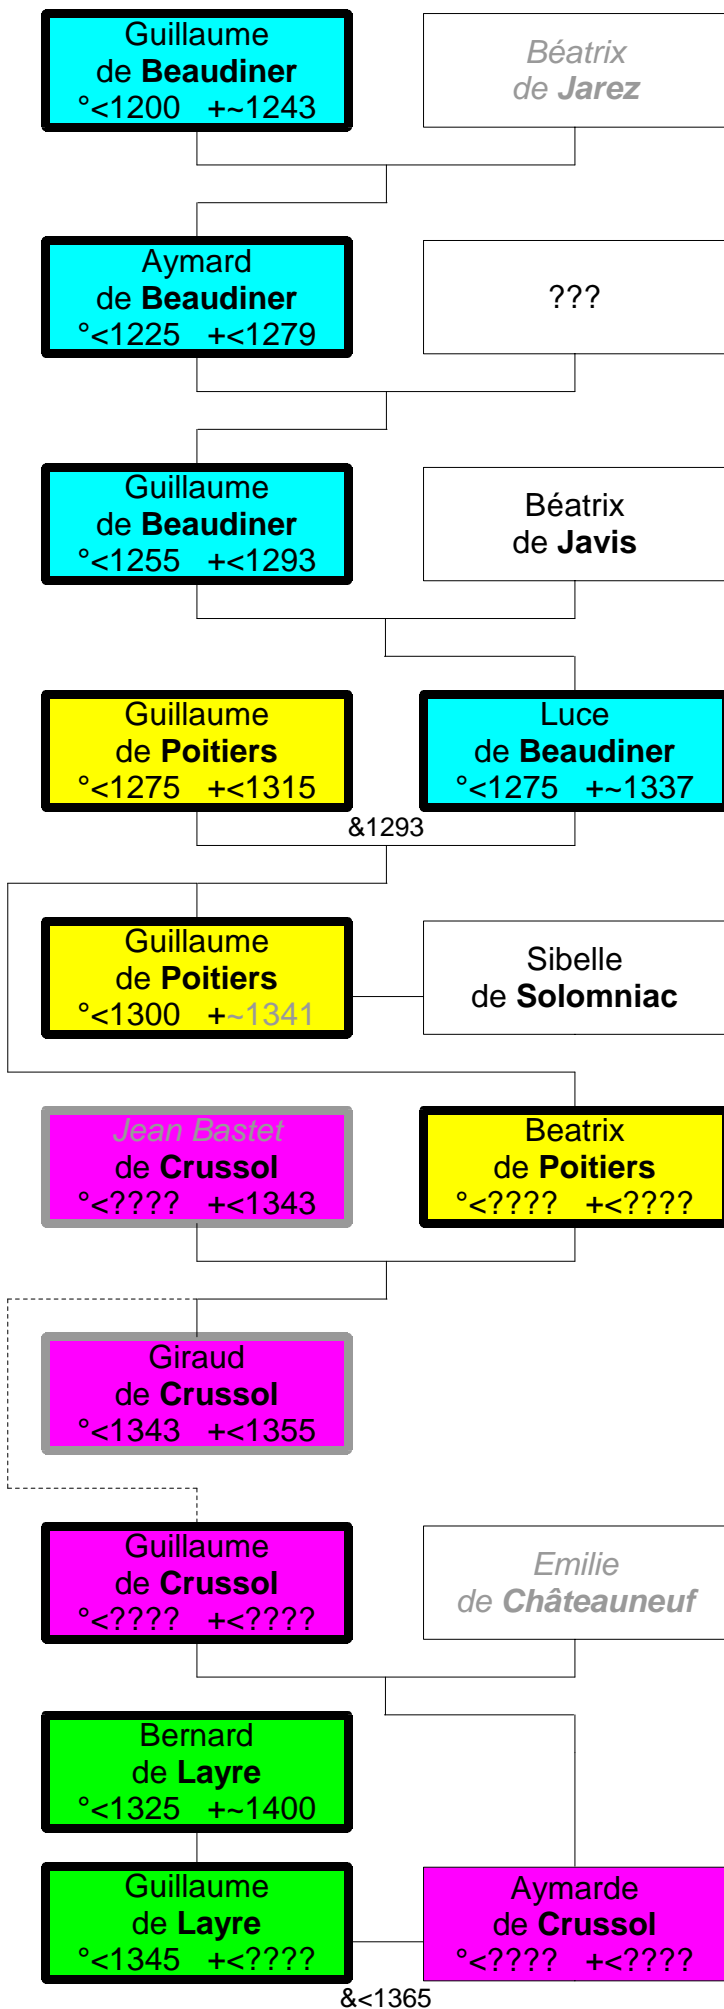 Guillaume
de Beaudiner
°<1200 +~1243
Béatrix
de Jarez
Aymard
de Beaudiner
°<1225 +<1279
???
Guillaume
de Beaudiner
°<1255 +<1293
Béatrix
de Javis
Guillaume
de Poitiers
°<1275 +<1315
Luce
de Beaudiner
°<1275 +~1337
&1293
Guillaume
de Poitiers
°<1300 +~1341
Sibelle
de Solomniac
Jean Bastet
de Crussol
°<???? +<1343
Beatrix
de Poitiers
°<???? +<????
Giraud
de Crussol
°<1343 +<1355
Guillaume
de Crussol
°<???? +<????
Emilie
de Châteauneuf
Bernard
de Layre
°<1325 +~1400
Guillaume
de Layre
°<1345 +<????
Aymarde
de Crussol
°<???? +<????
&<1365